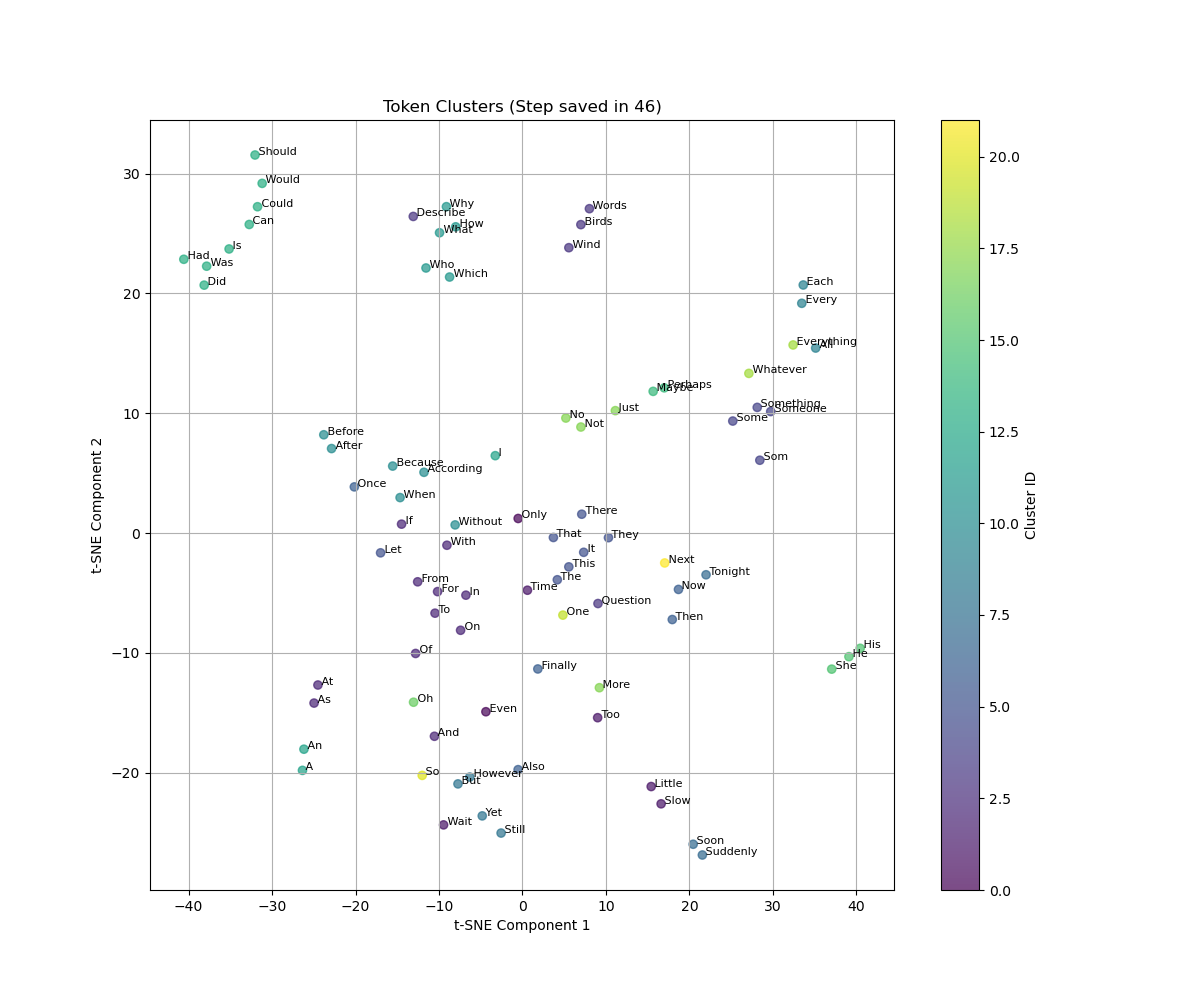 Token Clusters (Step saved in 46)
Should
Would
Could
Can
Is
Had
Was
Did
Why
Describe
How
What
Who
Which
Words
Birds
Wind
Each
Every
Everything
All
Whatever
Perhaps
Maybe
Something
Someone
Some
Som
Just
No
Not
Before
After
Because
According
I
Once
When
If
Without
Only
There
With
Let
That
They
It
This
The
Next
Tonight
Now
Then
From
For
In
Time
Question
One
To
On
Of
His
He
She
Finally
At
As
Oh
More
Even
Too
And
An
A
So
However
But
Also
Little
Slow
Yet
Wait
Still
Soon
Suddenly
30
20
10
0
−10
−20
−40
−30
−20
−10
0
10
20
30
40
t-SNE Component 1
t-SNE Component 2
20.0
17.5
15.0
12.5
10.0
7.5
5.0
2.5
0.0
Cluster ID